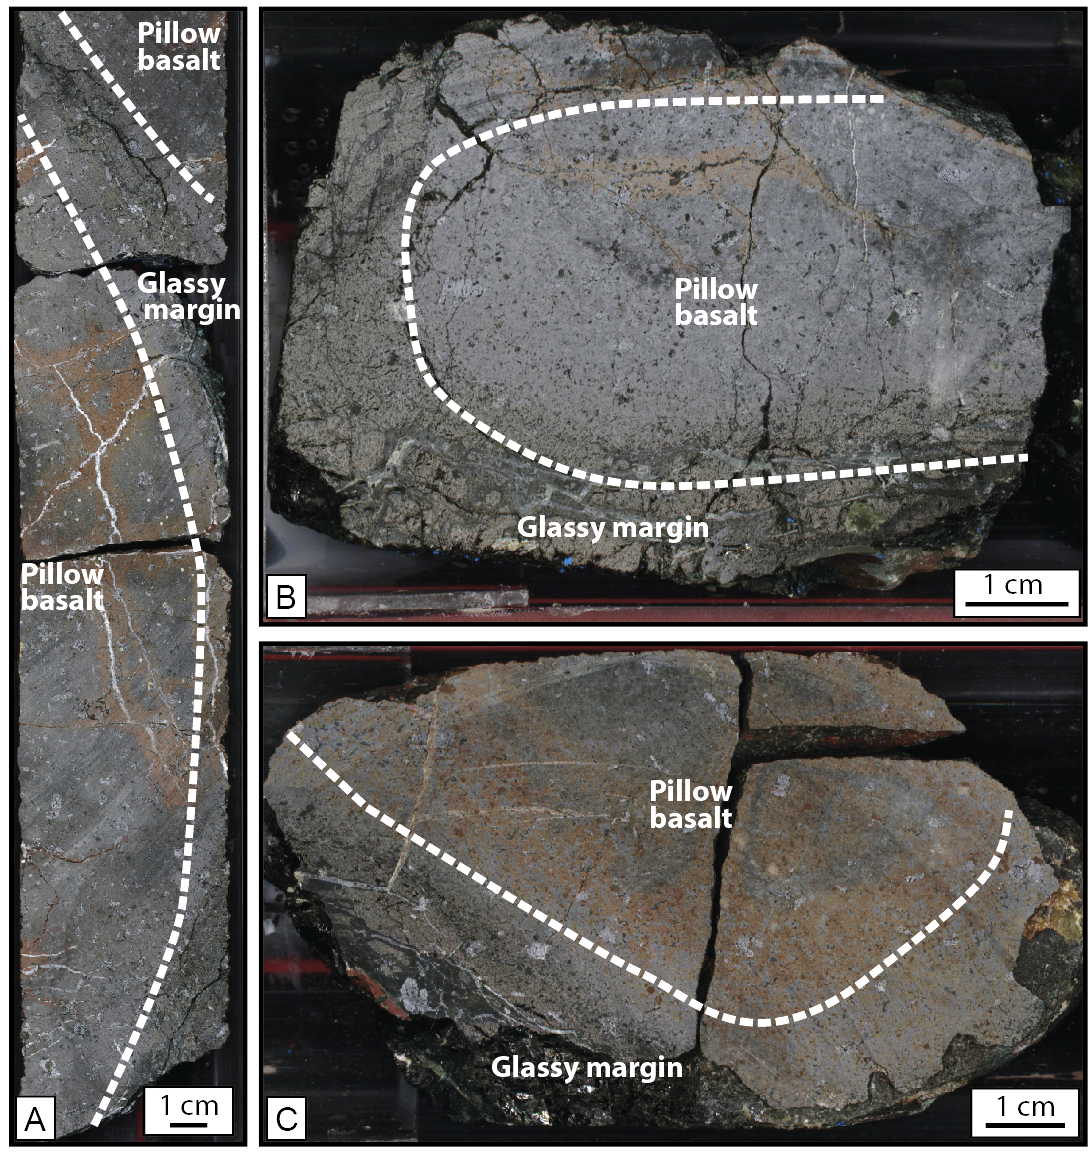 Pillow
basalt
Glassy
margin
Pillow
basalt
A
1 cm
Pillow
basalt
Glassy margin
B
1 cm
Pillow
basalt
Glassy margin
C
1 cm